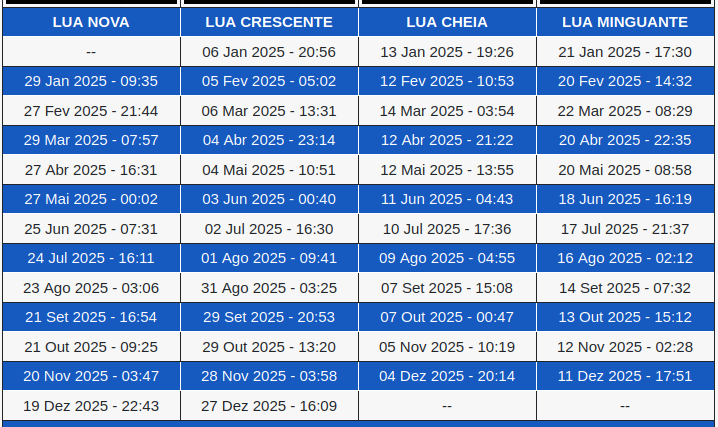 LUA NOVA LUA CRESCENTE LUA CHEIA LUA MINGUANTE
-- 06 Jan 2025 - 20:56 13 Jan 2025 - 19:26 21 Jan 2025 - 17:30
29 Jan 2025 - 09:35 05 Fev 2025 - 05:02 12 Fev 2025 - 10:53 20 Fev 2025 - 14:32
27 Fev 2025 - 21:44 06 Mar 2025 - 13:31 14 Mar 2025 - 03:54 22 Mar 2025 - 08:29
29 Mar 2025 - 07:57 04 Abr 2025 - 23:14 12 Abr 2025 - 21:22 20 Abr 2025 - 22:35
27 Abr 2025 - 16:31 04 Mai 2025 - 10:51 12 Mai 2025 - 13:55 20 Mai 2025 - 08:58
27 Mai 2025 - 00:02 03 Jun 2025 - 00:40 11 Jun 2025 - 04:43 18 Jun 2025 - 16:19
25 Jun 2025 - 07:31 02 Jul 2025 - 16:30 10 Jul 2025 - 17:36 17 Jul 2025 - 21:37
24 Jul 2025 - 16:11 01 Ago 2025 - 09:41 09 Ago 2025 - 04:55 16 Ago 2025 - 02:12
23 Ago 2025 - 03:06 31 Ago 2025 - 03:25 07 Set 2025 - 15:08 14 Set 2025 - 07:32
21 Set 2025 - 16:54 29 Set 2025 - 20:53 07 Out 2025 - 00:47 13 Out 2025 - 15:12
21 Out 2025 - 09:25 29 Out 2025 - 13:20 05 Nov 2025 - 10:19 12 Nov 2025 - 02:28
20 Nov 2025 - 03:47 28 Nov 2025 - 03:58 04 Dez 2025 - 20:14 11 Dez 2025 - 17:51
19 Dez 2025 - 22:43 27 Dez 2025 - 16:09 -- --